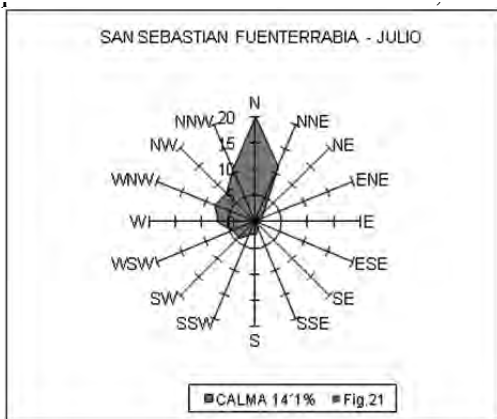 SAN SEBASTIAN FUENTERRABIA - JULIO
N
NNW 20 NNE
NW 15 NE
10
WNW ENE
5
W E
WSW ESE
SW SE
SSW SSE
S
CALMA 14´1% Fig.21